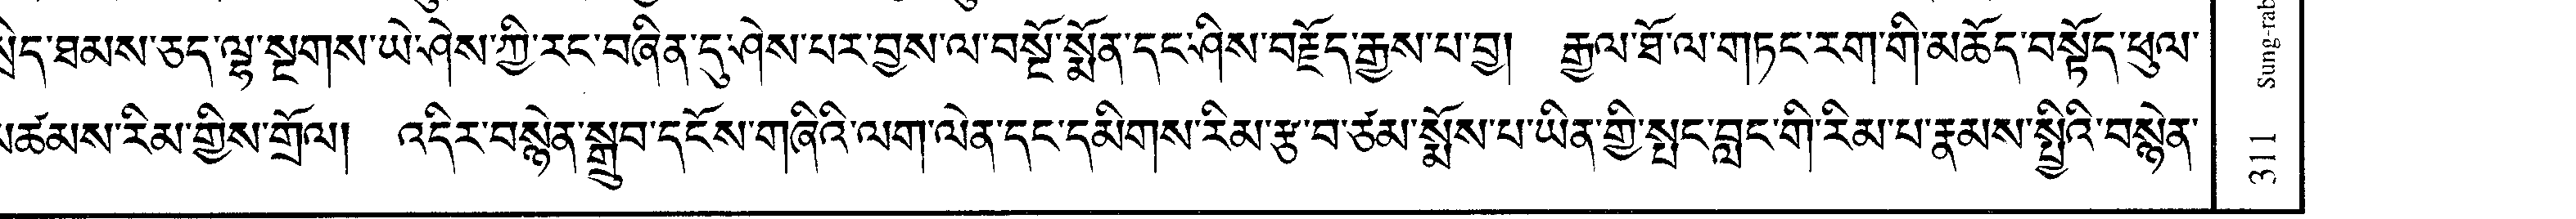 སྲིད་ཐམས་ཅད་ལྷ་སྔགས་ཡེ་ཤེས་ཀྱི་རང་བཞིན་དུ་ཤེས་པར་བྱས་ལ་བསྔོ་སྨོན་དང་ཤིས་བརྗོད་རྒྱས་པ་བྱ།  རྒྱལ་ཐོ་ལ་གཏང་རག་གི་མཆོད་བསྟོད་ཕུལ་
མཚམས་རིམ་གྱིས་གྲོལ།  འདིར་བསྙེན་སྒྲུབ་དངོས་གཞིའི་ལག་ལེན་དང་དམིགས་རིམ་རྩ་བ་ཙམ་སྨོས་པ་ཡིན་གྱི་སྤང་བླང་གི་རིམ་པ་རྣམས་སྤྱིའི་བསྙེན་
Sung-rab
311